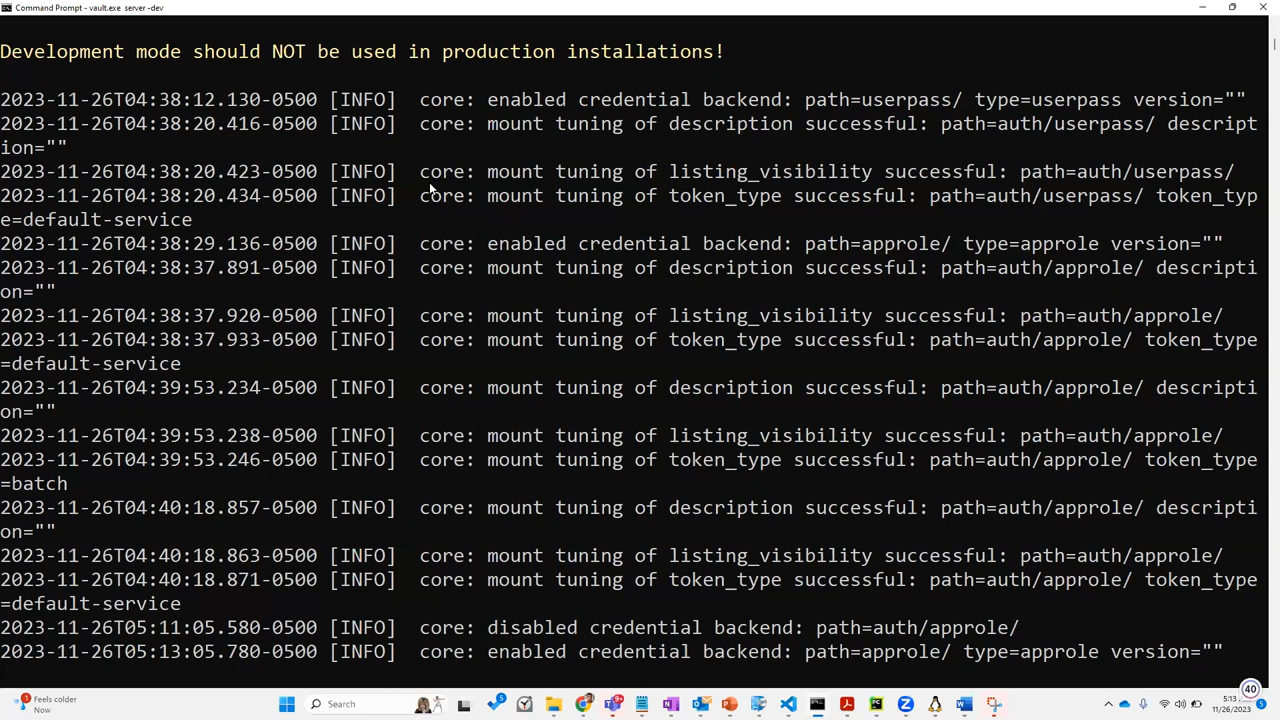 Command Prompt - vault.exe server -dev
Development mode should NOT be used in production installations!
2023-11-26T04:38:12.130-0500 [INFO]  core: enabled credential backend: path=userpass/ type=userpass version=""
2023-11-26T04:38:20.416-0500 [INFO]  core: mount tuning of description successful: path=auth/userpass/ descript
ion=""
2023-11-26T04:38:20.423-0500 [INFO]  core: mount tuning of listing_visibility successful: path=auth/userpass/
2023-11-26T04:38:20.434-0500 [INFO]  core: mount tuning of token_type successful: path=auth/userpass/ token_typ
e=default-service
2023-11-26T04:38:29.136-0500 [INFO]  core: enabled credential backend: path=approle/ type=approle version=""
2023-11-26T04:38:37.891-0500 [INFO]  core: mount tuning of description successful: path=auth/approle/ descripti
on=""
2023-11-26T04:38:37.920-0500 [INFO]  core: mount tuning of listing_visibility successful: path=auth/approle/
2023-11-26T04:38:37.933-0500 [INFO]  core: mount tuning of token_type successful: path=auth/approle/ token_type
=default-service
2023-11-26T04:39:53.234-0500 [INFO]  core: mount tuning of description successful: path=auth/approle/ descripti
on=""
2023-11-26T04:39:53.238-0500 [INFO]  core: mount tuning of listing_visibility successful: path=auth/approle/
2023-11-26T04:39:53.246-0500 [INFO]  core: mount tuning of token_type successful: path=auth/approle/ token_type
=batch
2023-11-26T04:40:18.857-0500 [INFO]  core: mount tuning of description successful: path=auth/approle/ descripti
on=""
2023-11-26T04:40:18.863-0500 [INFO]  core: mount tuning of listing_visibility successful: path=auth/approle/
2023-11-26T04:40:18.871-0500 [INFO]  core: mount tuning of token_type successful: path=auth/approle/ token_type
=default-service
2023-11-26T05:11:05.580-0500 [INFO]  core: disabled credential backend: path=auth/approle/
2023-11-26T05:13:05.780-0500 [INFO]  core: enabled credential backend: path=approle/ type=approle version=""
40
Feels colder
Now
Search
5:13
11/26/2023